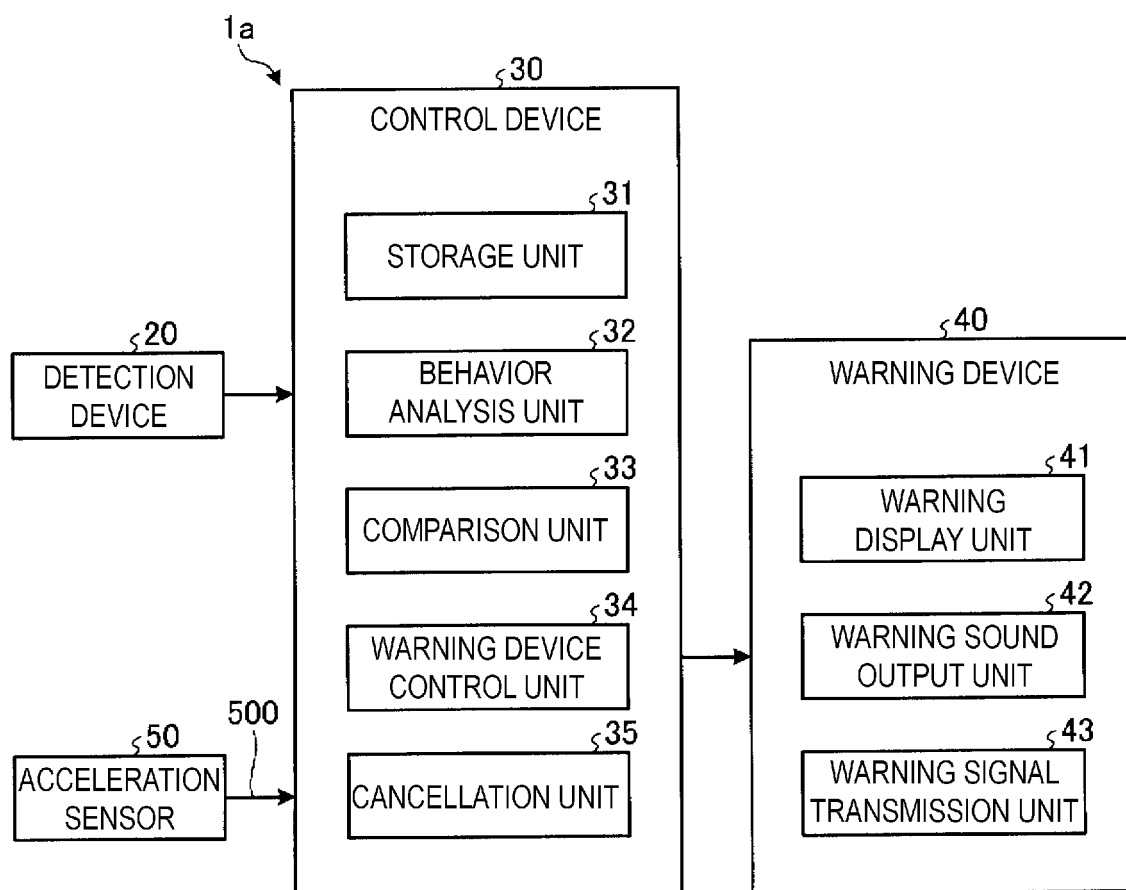 1a
30
CONTROL DEVICE
31
STORAGE UNIT
20
DETECTION
DEVICE
32
BEHAVIOR
ANALYSIS UNIT
33
COMPARISON UNIT
34
WARNING DEVICE
CONTROL UNIT
50
ACCELERATION
SENSOR
500
35
CANCELLATION UNIT
40
WARNING DEVICE
41
WARNING
DISPLAY UNIT
42
WARNING SOUND
OUTPUT UNIT
43
WARNING SIGNAL
TRANSMISSION UNIT